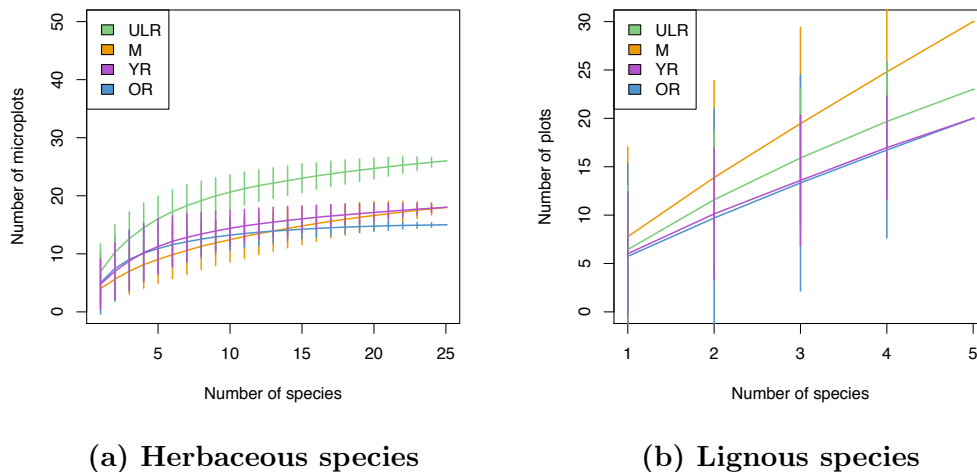 Number of microplots
50
40
30
20
10
0
ULR
M
YR
OR
5 10 15 20 25
Number of species
(a) Herbaceous species
Number of plots
30
25
20
15
10
5
0
ULR
M
YR
OR
1 2 3 4 5
Number of species
(b) Lignous species